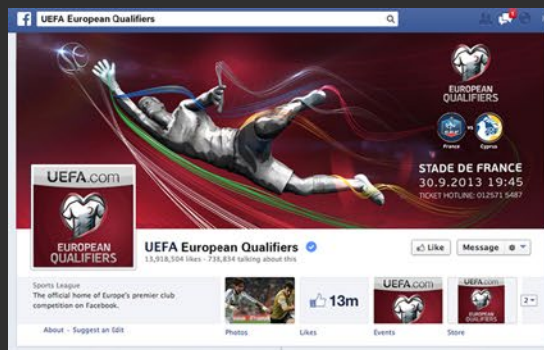 UEFA European Qualifiers
EUROPEAN
QUALIFIERS
France
vs
Cyprus
STADE DE FRANCE
30.9.2013 19:45
TICKET HOTLINE: 012571 5487
UEFA.com
EUROPEAN
QUALIFIERS
UEFA European Qualifiers
13,918,504 likes · 738,834 talking about this
Like
Message
Sports League
The official home of Europe's premier club
competition on Facebook.
About - Suggest an Edit
13m
UEFA.com
EUROPEAN
QUALIFIERS
UEFA.com
EUROPEAN
QUALIFIERS
2
Photos
Likes
Events
Store